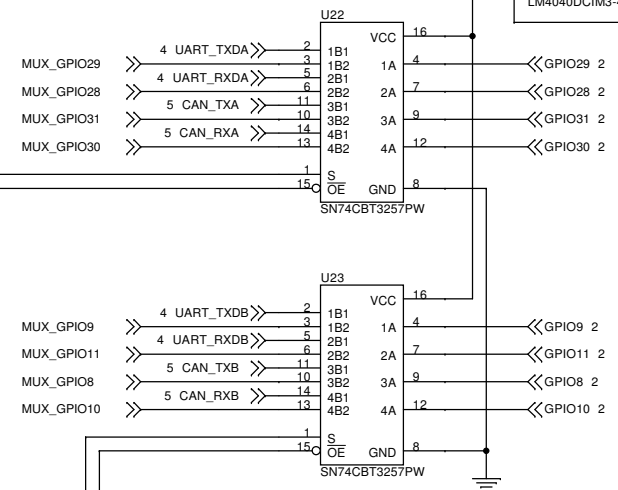 LM4040DCIM3-
U22
VCC 16
4 UART_TXDA 2 1B1
MUX_GPIO29 3 1B2 1A 4 GPIO29 2
4 UART_RXDA 5 2B1
MUX_GPIO28 6 2B2 2A 7 GPIO28 2
5 CAN_TXA 11 3B1
MUX_GPIO31 10 3B2 3A 9 GPIO31 2
5 CAN_RXA 14 4B1
MUX_GPIO30 13 4B2 4A 12 GPIO30 2
1 S
15 OE GND 8
SN74CBT3257PW
U23
VCC 16
4 UART_TXDB 2 1B1
MUX_GPIO9 3 1B2 1A 4 GPIO9 2
4 UART_RXDB 5 2B1
MUX_GPIO11 6 2B2 2A 7 GPIO11 2
5 CAN_TXB 11 3B1
MUX_GPIO8 10 3B2 3A 9 GPIO8 2
5 CAN_RXB 14 4B1
MUX_GPIO10 13 4B2 4A 12 GPIO10 2
1 S
15 OE GND 8
SN74CBT3257PW